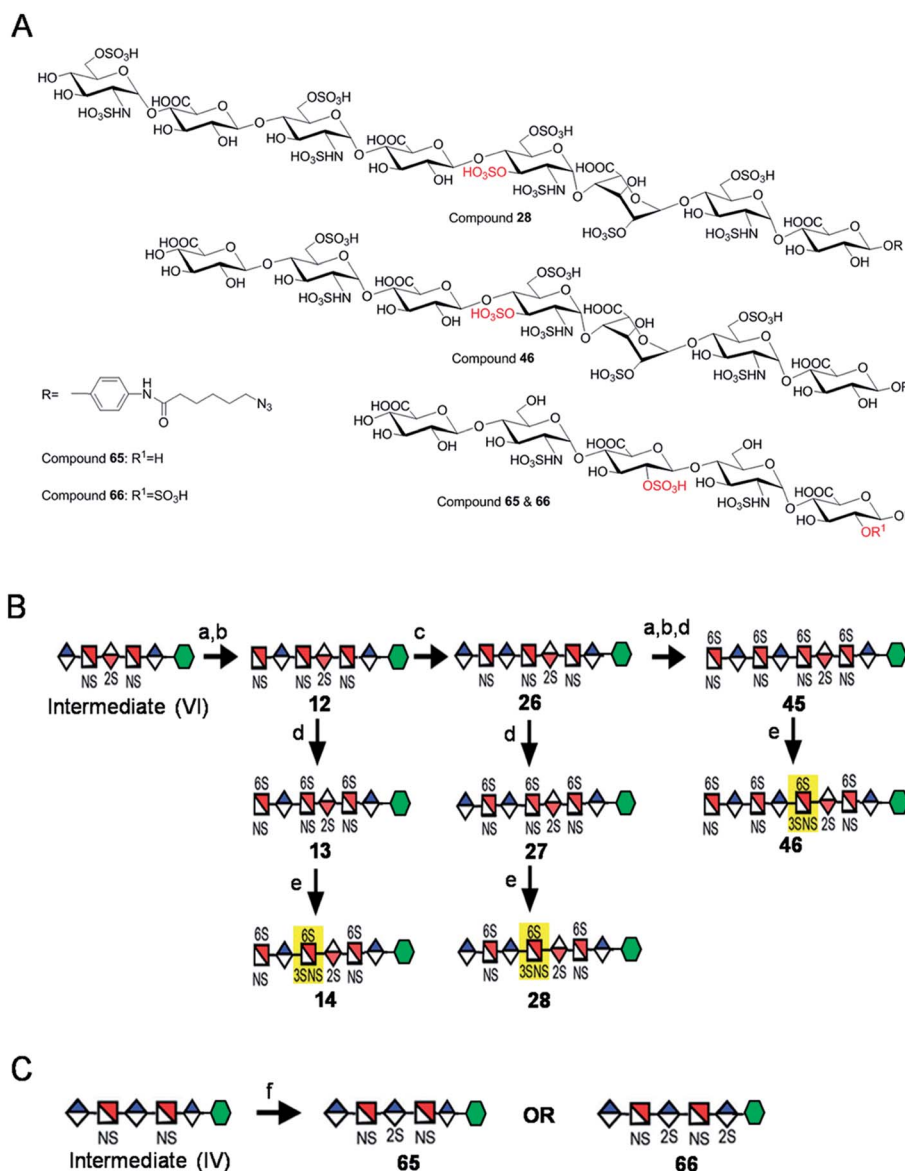 A
OSO₃H
HO
HO
HO₃SHN
O
HOOC
O
HO
OH
O
OSO₃H
O
HO
HO₃SHN
O
HOOC
O
HO
OH
O
OSO₃H
O
HO₃SO
HO₃SHN
O
HOOC
OH
O
HO₃SO
O
OSO₃H
O
HO
HO₃SHN
O
HOOC
O
HO
OH
OR
Compound 28
HOOC
HO
HO
O
OH
O
OSO₃H
O
HO
HO₃SHN
O
HOOC
O
HO
OH
O
OSO₃H
O
HO₃SO
HO₃SHN
O
HOOC
OH
O
HO₃SO
O
OSO₃H
O
HO
HO₃SHN
O
HOOC
O
HO
OH
Compound 46
R=
H
N
O
N₃
Compound 65: R¹=H
Compound 66: R¹=SO₃H
HOOC
HO
HO
O
OH
O
OH
O
HO
HO₃SHN
O
HOOC
O
HO
OSO₃H
O
OH
O
HO
HO₃SHN
O
HOOC
O
HO
OR¹
Compound 65 & 66
B
NS 2S NS
Intermediate (VI)
a,b
NS NS 2S NS
12
c
NS NS 2S NS
26
a,b,d
6S 6S 6S 6S
NS NS NS 2S NS
45
d
d
e
6S 6S 6S
NS NS 2S NS
13
6S 6S 6S
NS NS 2S NS
27
6S 6S 6S 6S
NS NS 3SNS 2S NS
46
e
e
6S 6S 6S
NS 3SNS 2S NS
14
6S 6S 6S
NS 3SNS 2S NS
28
C
NS NS
Intermediate (IV)
f
NS 2S NS
65
OR
NS 2S NS 2S
66